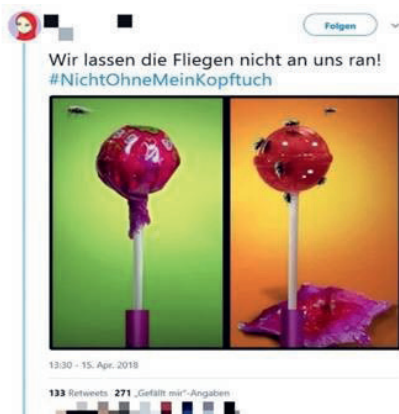 Folgen
Wir lassen die Fliegen nicht an uns ran!
#NichtOhneMeinKopftuch
13:30 - 15. Apr. 2018
133 Retweets 271 „Gefällt mir“-Angaben